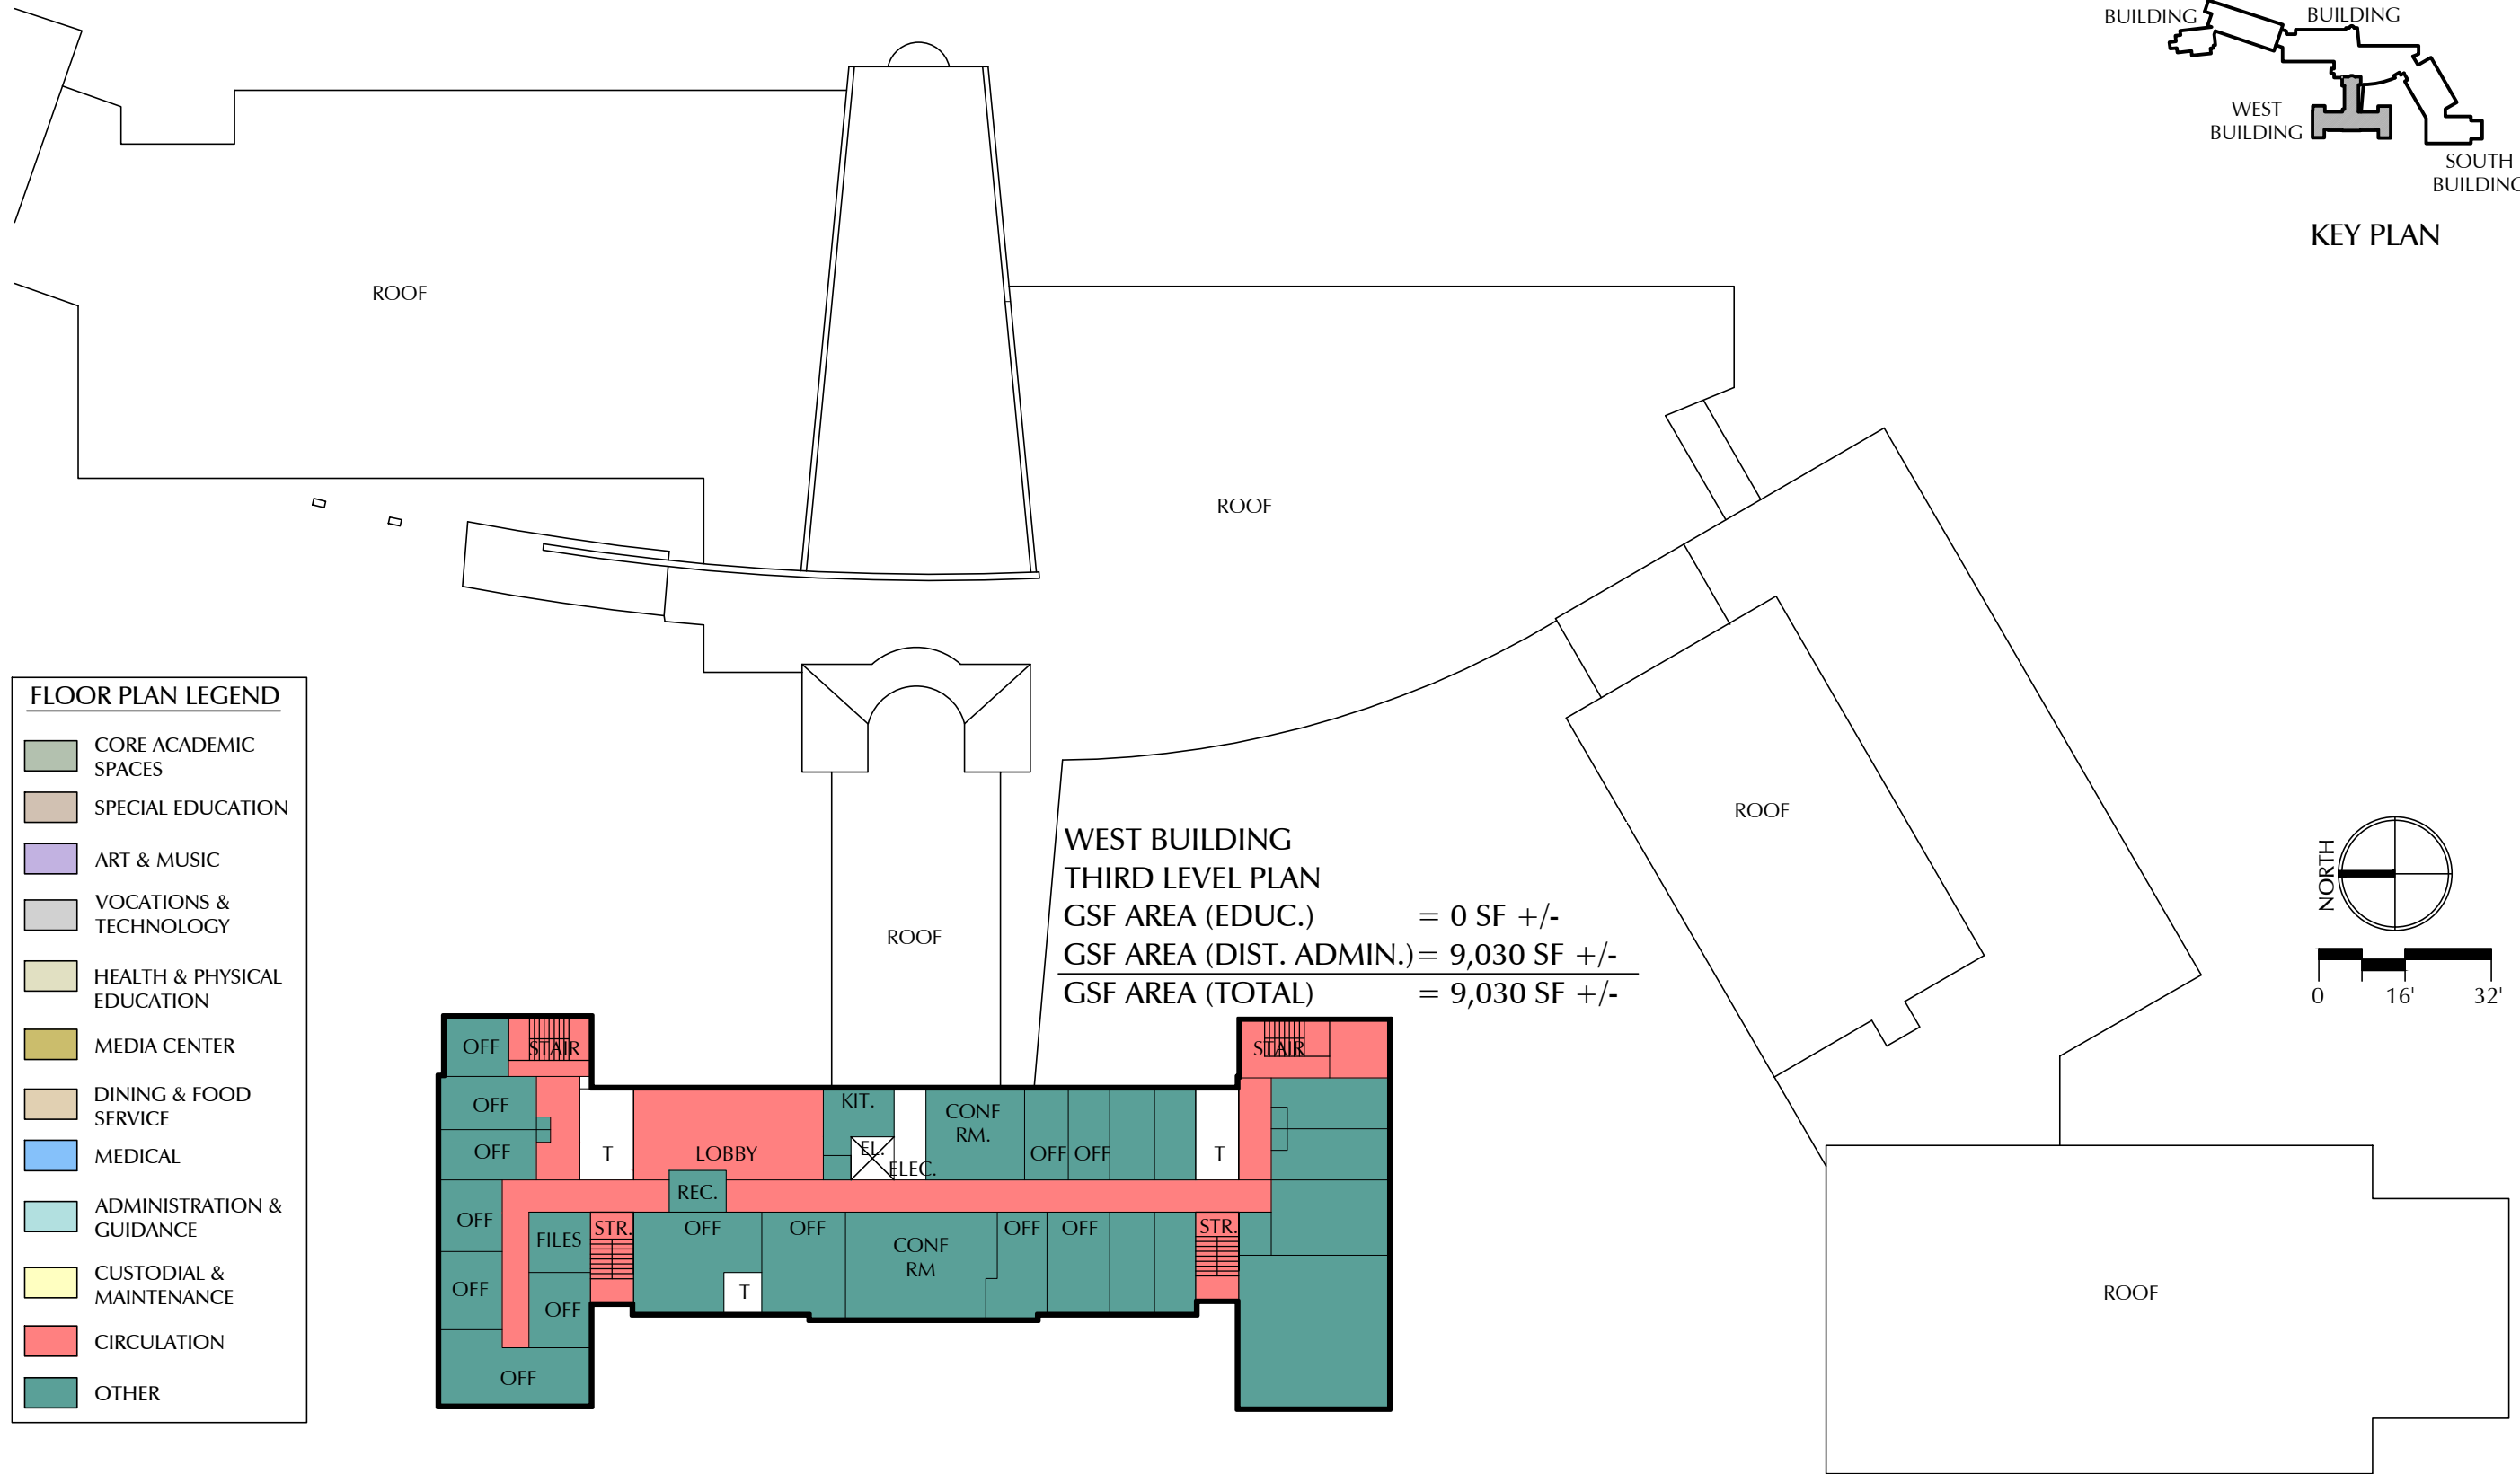 BUILDING
BUILDING
WEST
BUILDING
SOUTH
BUILDING
KEY PLAN
ROOF
ROOF
ROOF
ROOF
ROOF
FLOOR PLAN LEGEND
CORE ACADEMIC
SPACES
SPECIAL EDUCATION
ART & MUSIC
VOCATIONS &
TECHNOLOGY
HEALTH & PHYSICAL
EDUCATION
MEDIA CENTER
DINING & FOOD
SERVICE
MEDICAL
ADMINISTRATION &
GUIDANCE
CUSTODIAL &
MAINTENANCE
CIRCULATION
OTHER
WEST BUILDING
THIRD LEVEL PLAN
GSF AREA (EDUC.) = 0 SF +/-
GSF AREA (DIST. ADMIN.) = 9,030 SF +/-
GSF AREA (TOTAL) = 9,030 SF +/-
NORTH
0 16' 32'
OFF STAIR STAIR
OFF KIT. CONF
RM.
OFF T LOBBY EL. ELEC. OFF OFF T
REC.
OFF FILES STR. OFF OFF CONF
RM
OFF OFF STR.
OFF OFF T
OFF